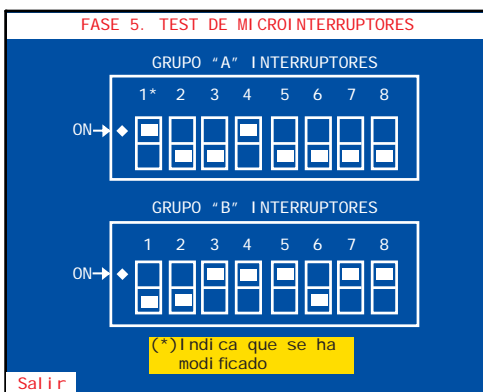 FASE 5. TEST DE MICROINTERRUPTORES
GRUPO “A” INTERRUPTORES
1* 2 3 4 5 6 7 8
ON
GRUPO “B” INTERRUPTORES
1 2 3 4 5 6 7 8
ON
(*)Indica que se ha
modificado
Salir